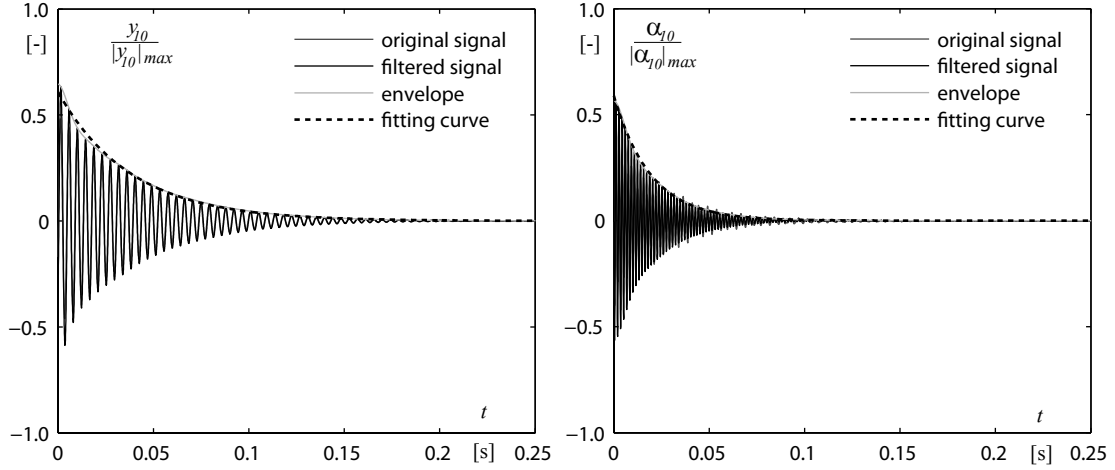 1.0
[-]
y10
|y10|max
original signal
filtered signal
envelope
fitting curve
0.5
0
−0.5
-1.0
t
0
0.05
0.1
0.15
0.2
[s]
0.25
1.0
[-]
α10
|α10|max
original signal
filtered signal
envelope
fitting curve
0.5
0
−0.5
-1.0
t
0
0.05
0.1
0.15
0.2
[s]
0.25